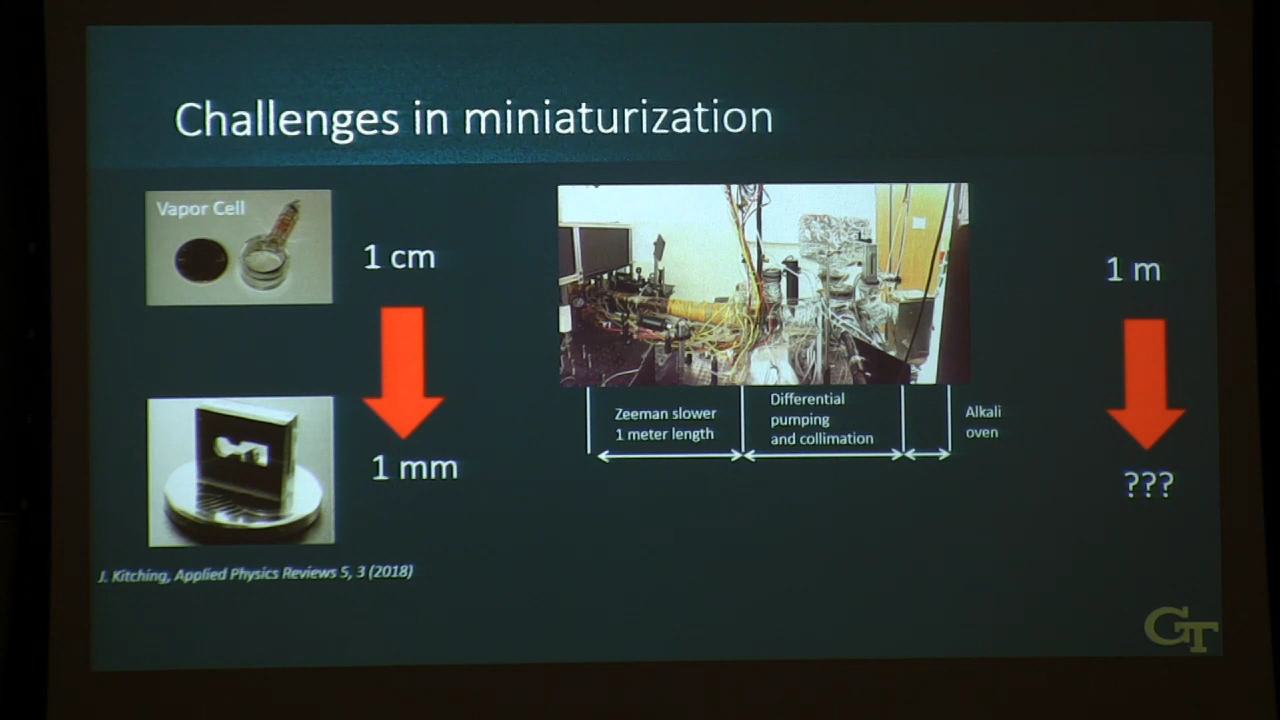 Challenges in miniaturization
Vapor Cell
1 cm
1 mm
J. Kitching, Applied Physics Reviews 5, 3 (2018)
Zeeman slower
1 meter length
Differential
pumping
and collimation
Alkali
oven
1 m
???
GT